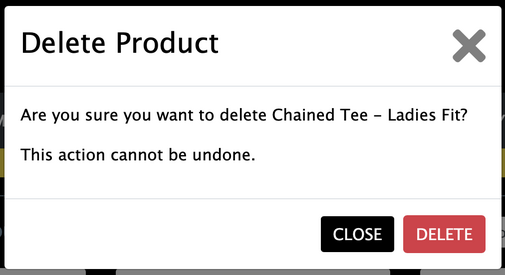 Delete Product
Are you sure you want to delete Chained Tee - Ladies Fit?
This action cannot be undone.
CLOSE
DELETE